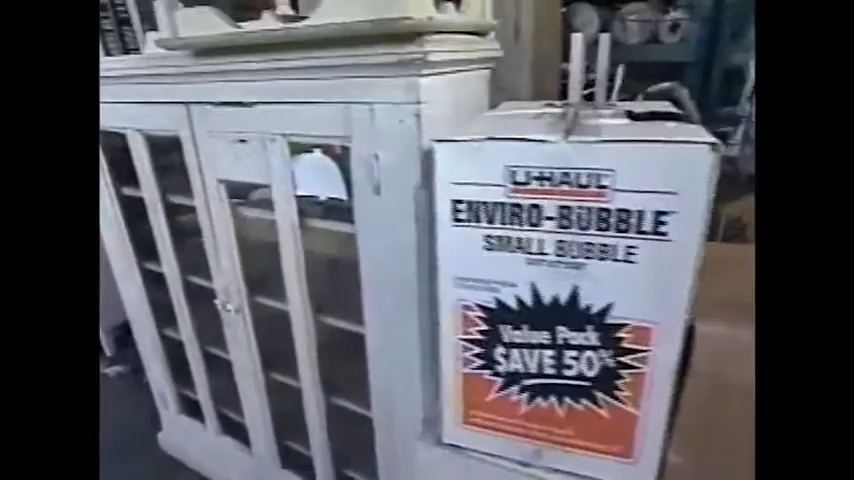 U-HAUL
ENVIRO-BUBBLE
SMALL BUBBLE
Value Pack
SAVE 50%